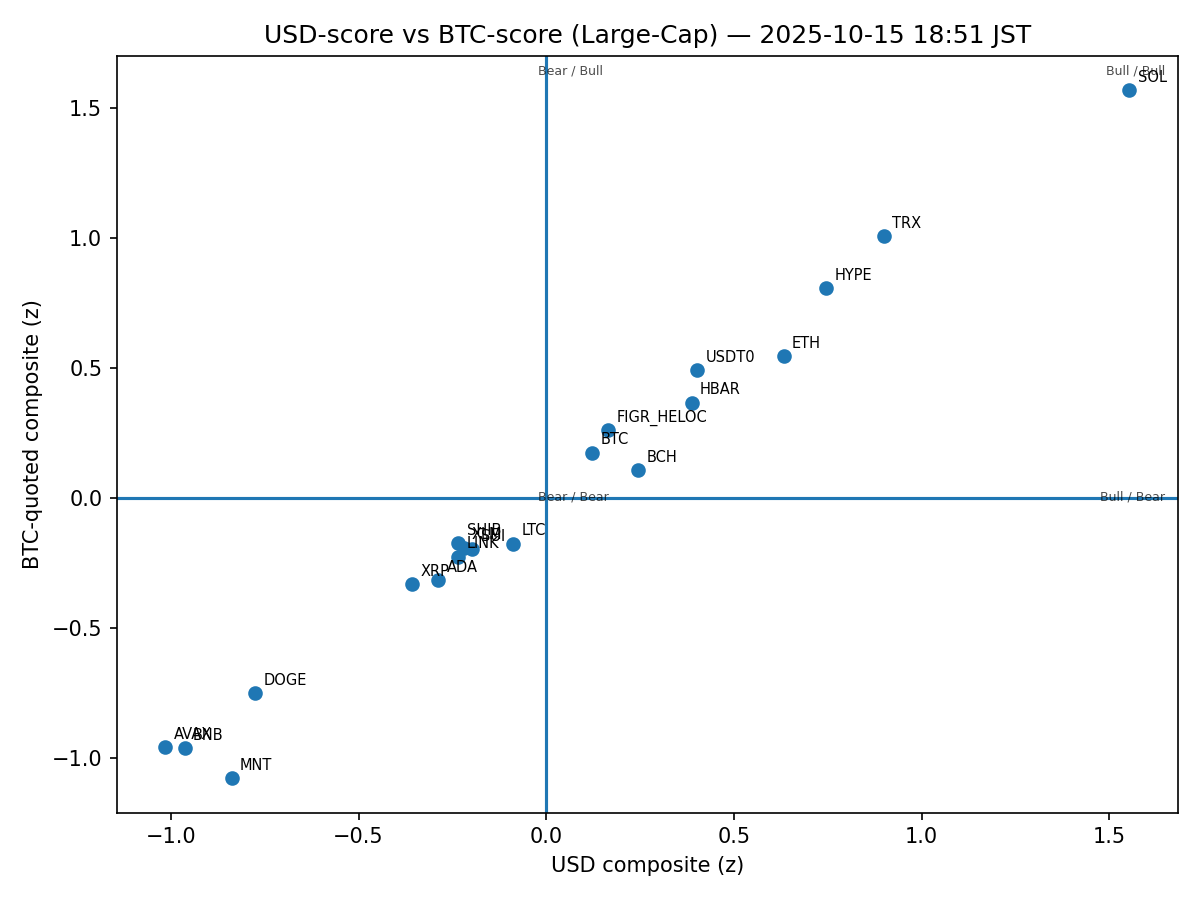 USD-score vs BTC-score (Large-Cap) — 2025-10-15 18:51 JST
Bear / Bull
Bull / Bull
SOL
TRX
HYPE
ETH
USDT0
HBAR
FIGR_HELOC
BTC
BCH
Bear / Bear
Bull / Bear
SHIB
LTC
LINK
XRP
ADA
DOGE
AVAX
BNB
MNT
1.5
1.0
0.5
0.0
−0.5
−1.0
BTC-quoted composite (z)
−1.0
−0.5
0.0
0.5
1.0
1.5
USD composite (z)